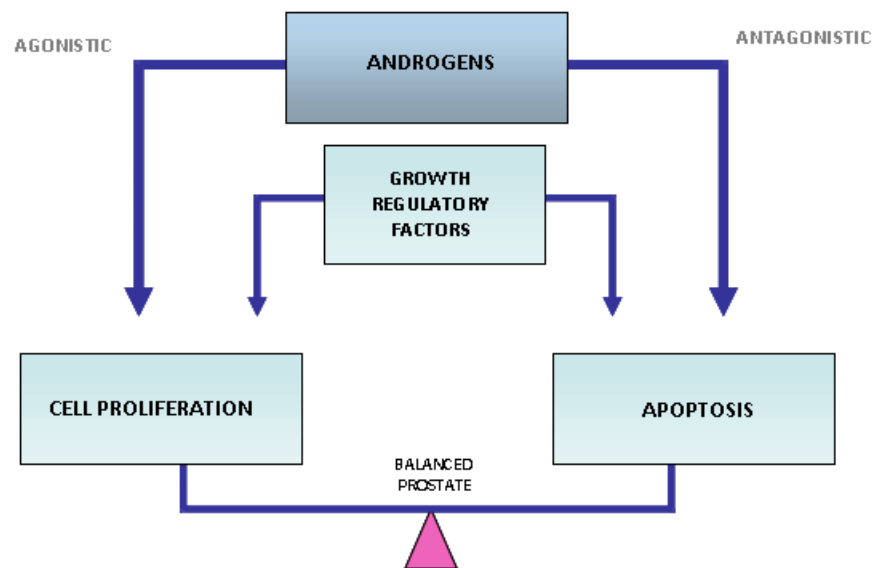 AGONISTIC
ANTAGONISTIC
ANDROGENS
GROWTH
REGULATORY
FACTORS
CELL PROLIFERATION
APOPTOSIS
BALANCED
PROSTATE